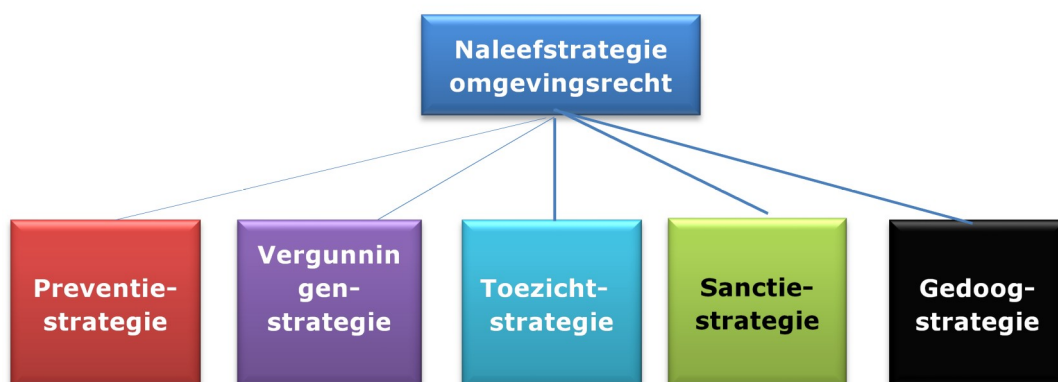 Naleefstrategie
omgevingsrecht
Preventie-
strategie
Vergunnin
gen-
strategie
Toezicht-
strategie
Sanctie-
strategie
Gedoog-
strategie